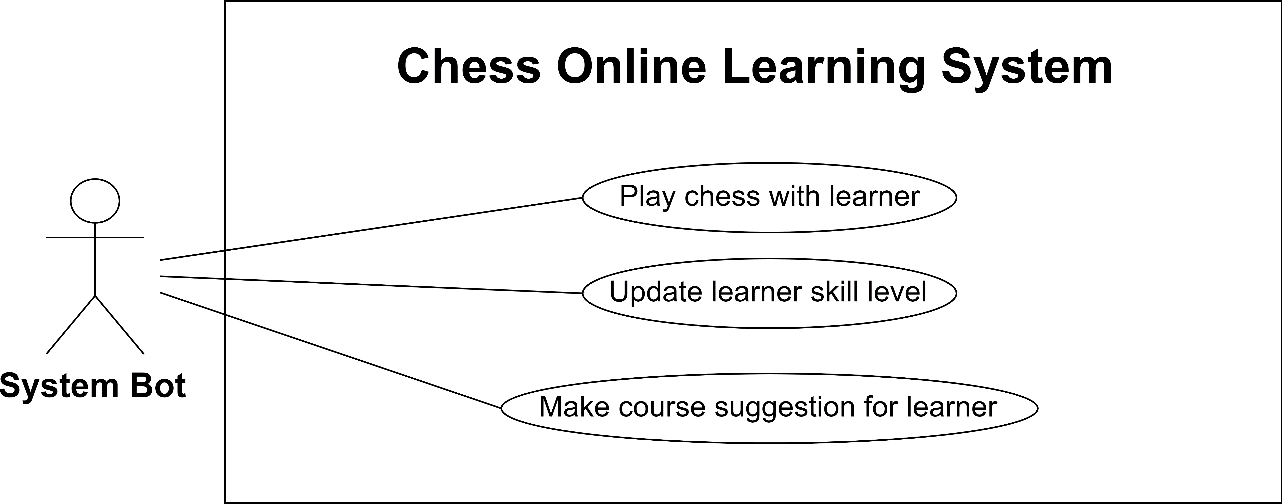 Chess Online Learning System
Play chess with learner
Update learner skill level
System Bot
Make course suggestion for learner